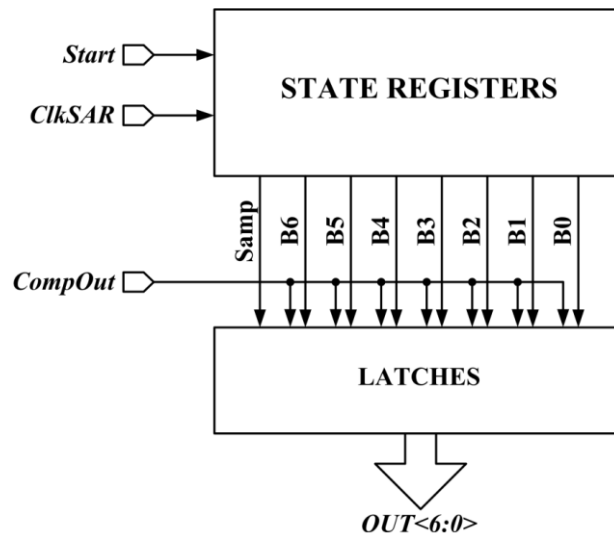 Start
STATE REGISTERS
ClkSAR
Samp
B6
B5
B4
B3
B2
B1
B0
CompOut
LATCHES
OUT<6:0>